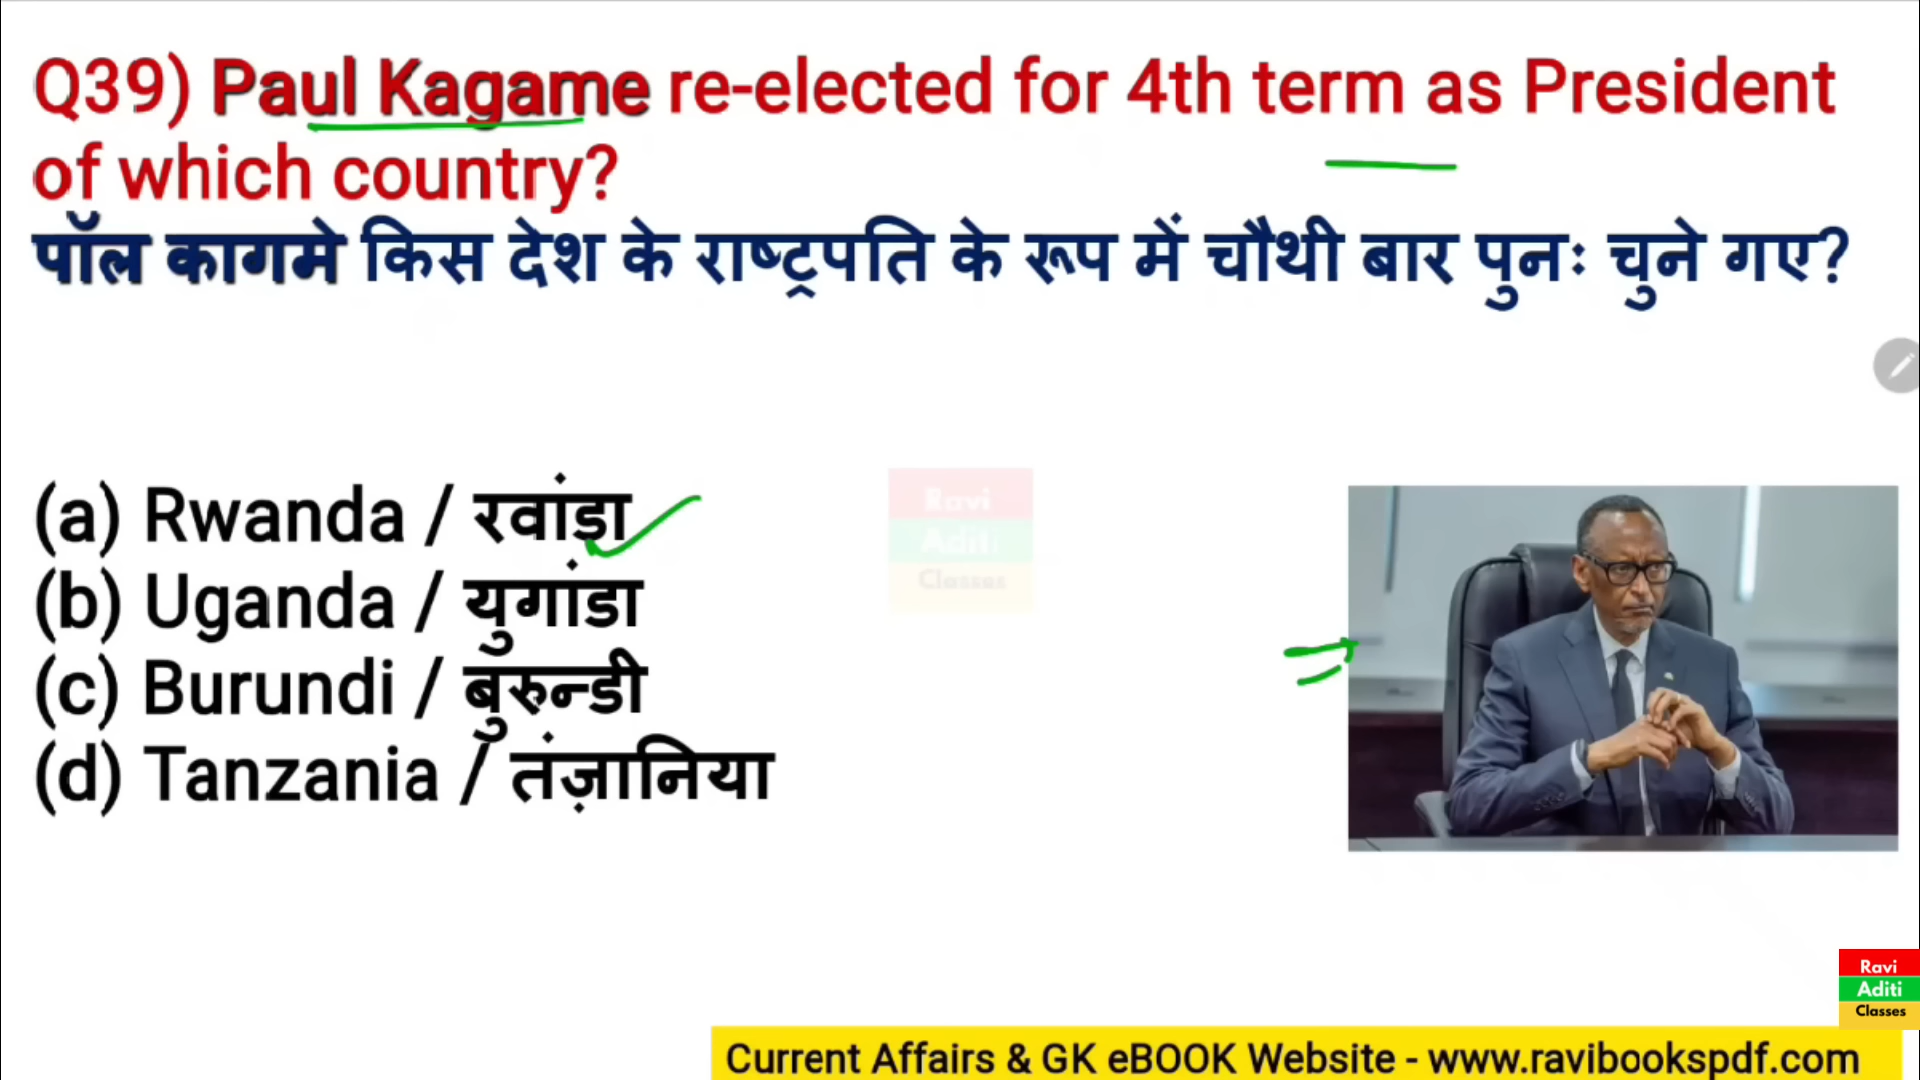 Q39) Paul Kagame re-elected for 4th term as President
of which country?
पॉल कागमे किस देश के राष्ट्रपति के रूप में चौथी बार पुनः चुने गए?
(a) Rwanda / रवांडा
(b) Uganda / युगांडा
(c) Burundi / बुरुन्डी
(d) Tanzania / तंज़ानिया
Ravi
Aditi
Classes
Ravi
Aditi
Classes
Current Affairs & GK eBOOK Website - www.ravibookspdf.com